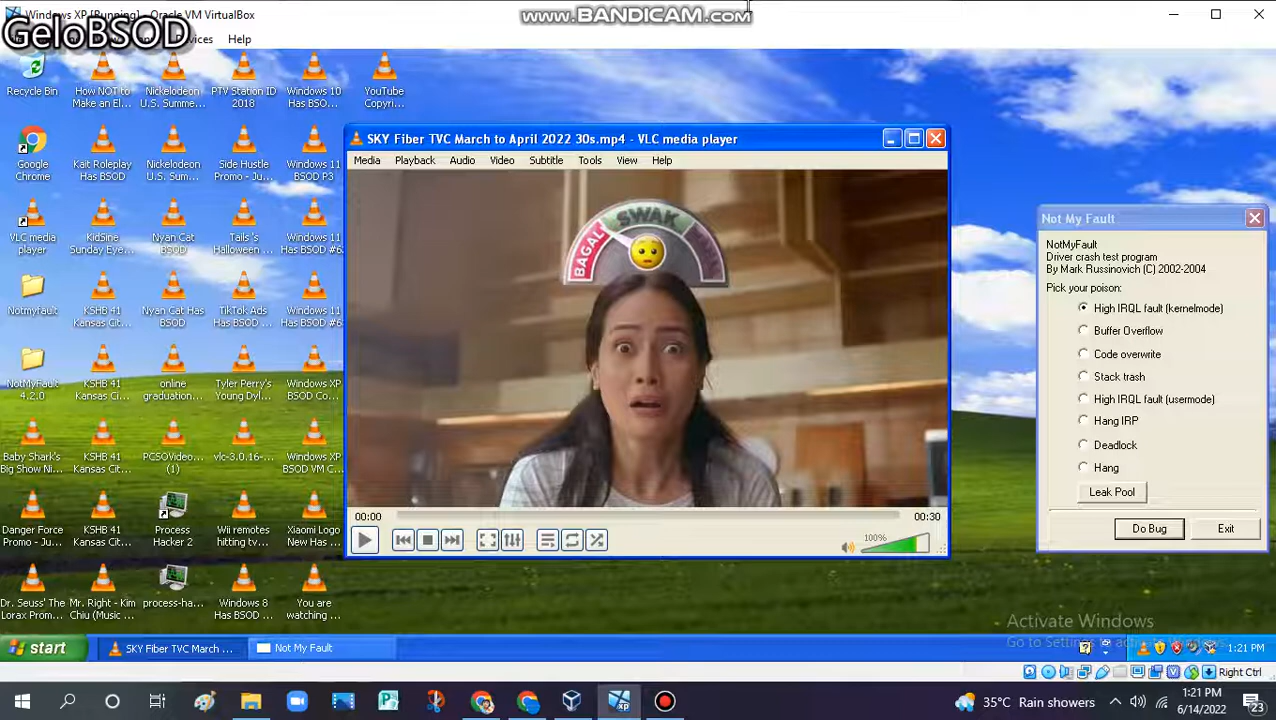 Windows XP [Running] - Oracle VM VirtualBox
www.BANDICAM.com
GeloBSOD
Help
Recycle Bin
How NOT to
Make an El...
Nickelodeon
U.S. Summe...
PTV Station ID
2018
Windows 10
Has BSO...
YouTube
Copyri...
Google
Chrome
Kait Roleplay
Has BSOD
Nickelodeon
U.S. Summ...
Side Hustle
Promo - Ju...
Windows 11
BSOD P3
VLC media
player
KidSine
Sunday Eye...
Nyan Cat
BSOD
Tails 's
Halloween ...
Windows 11
Has BSOD #6
Notmyfault
KSHB 41
Kansas Cit...
Nyan Cat Has
BSOD
TikTok Ads
Has BSOD ...
Windows 11
Has BSOD #6
NotMyFault
4.2.0
KSHB 41
Kansas Ci...
online
graduation...
Tyler Perry's
Young Dyl...
Windows XP
BSOD Co...
Baby Shark's
Big Show Ni...
KSHB 41
Kansas Cit...
PCSOVideo...
(1)
vlc-3.0.16-...
Windows XP
BSOD VM C...
Danger Force
Promo - Ju...
KSHB 41
Kansas Cit...
Process
Hacker 2
Wii remotes
hitting tv...
Xiaomi Logo
New Has ...
Dr. Seuss' The
Lorax Prom...
Mr. Right - Kim
Chiu (Music ...
process-ha...
Windows 8
Has BSOD ...
You are
watching ...
SKY Fiber TVC March to April 2022 30s.mp4 - VLC media player
Media Playback Audio Video Subtitle Tools View Help
BAGAL SWAK
00:00 00:30
100%
Not My Fault
NotMyFault
Driver crash test program
By Mark Russinovich (C) 2002-2004
Pick your poison:
High IRQL fault (kernelmode)
Buffer Overflow
Code overwrite
Stack trash
High IRQL fault (usermode)
Hang IRP
Deadlock
Hang
Leak Pool
Do Bug Exit
Activate Windows
Go to Settings to activate Windows.
start
SKY Fiber TVC March ...
Not My Fault
1:21 PM
Right Ctrl
35°C Rain showers
1:21 PM
6/14/2022
23